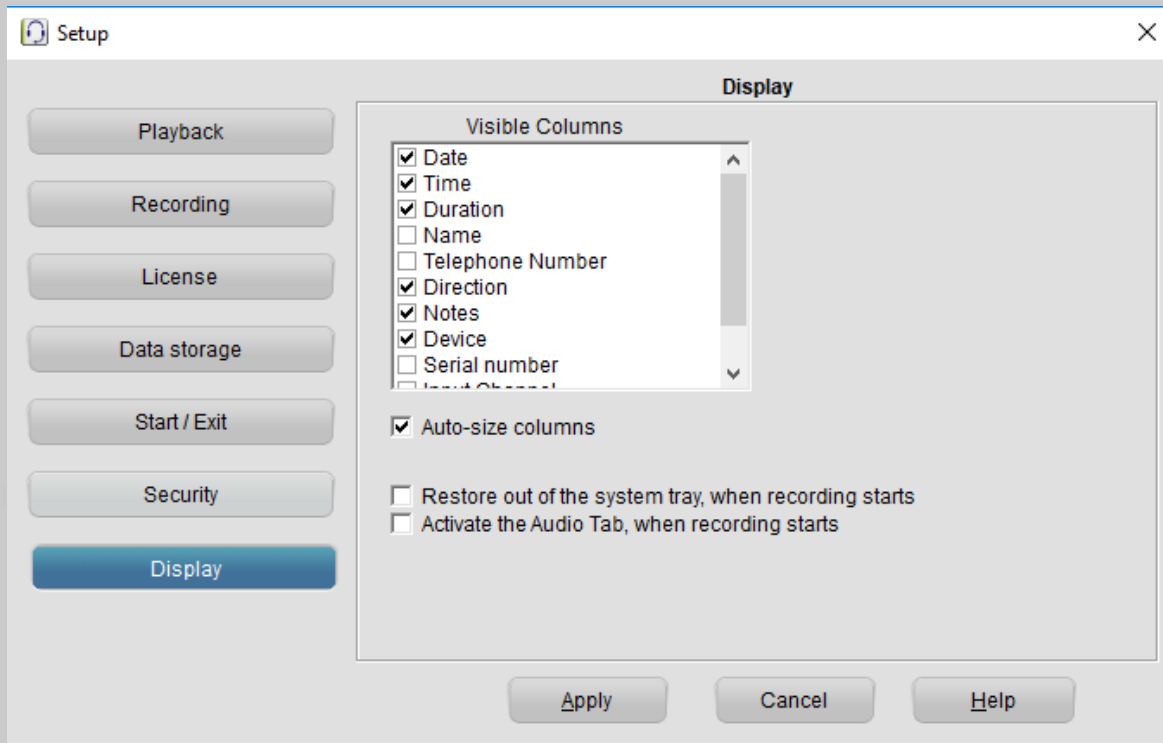 Setup
Display
Playback
Recording
License
Data storage
Start / Exit
Security
Display
Visible Columns
Date
Time
Duration
Name
Telephone Number
Direction
Notes
Device
Serial number
Input Channel
Auto-size columns
Restore out of the system tray, when recording starts
Activate the Audio Tab, when recording starts
Apply
Cancel
Help